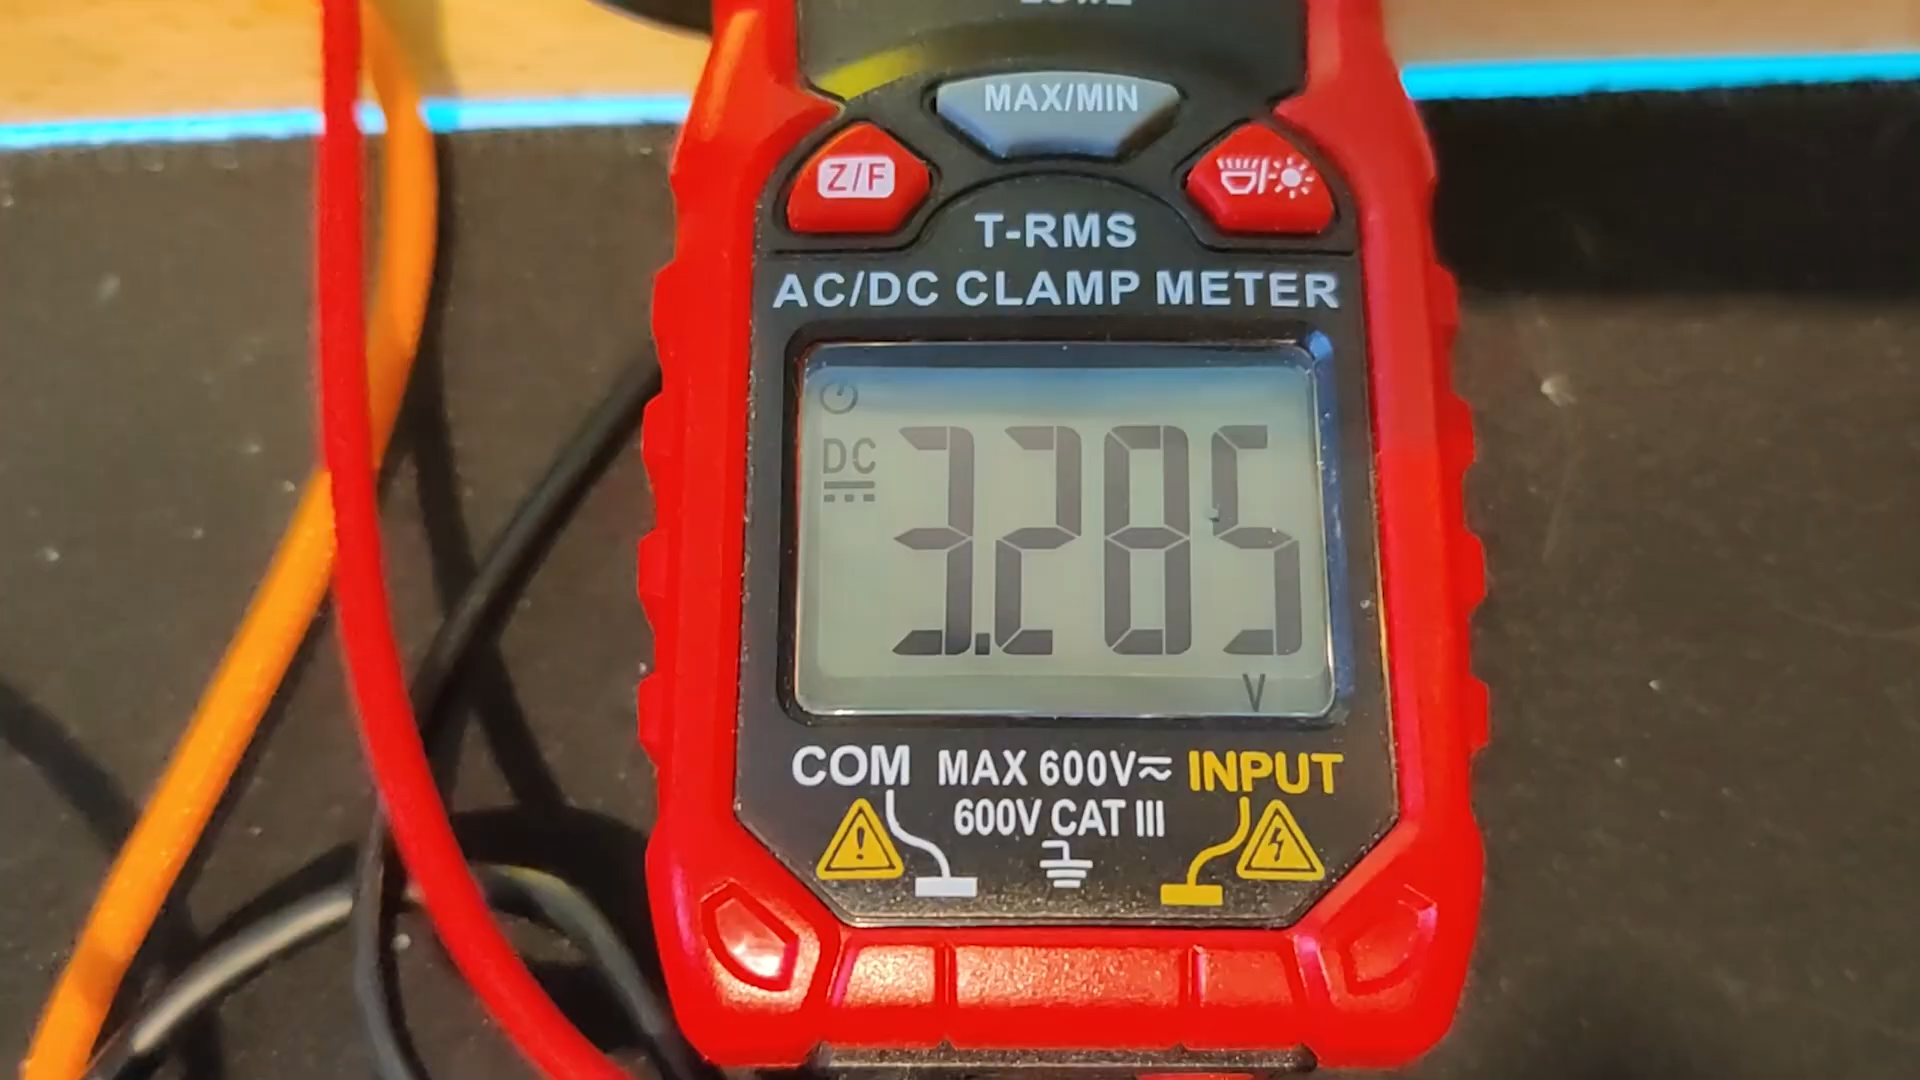 MAX/MIN
Z/F
T-RMS
AC/DC CLAMP METER
DC
3.285
V
COM MAX 600V⎓ INPUT
600V CAT III